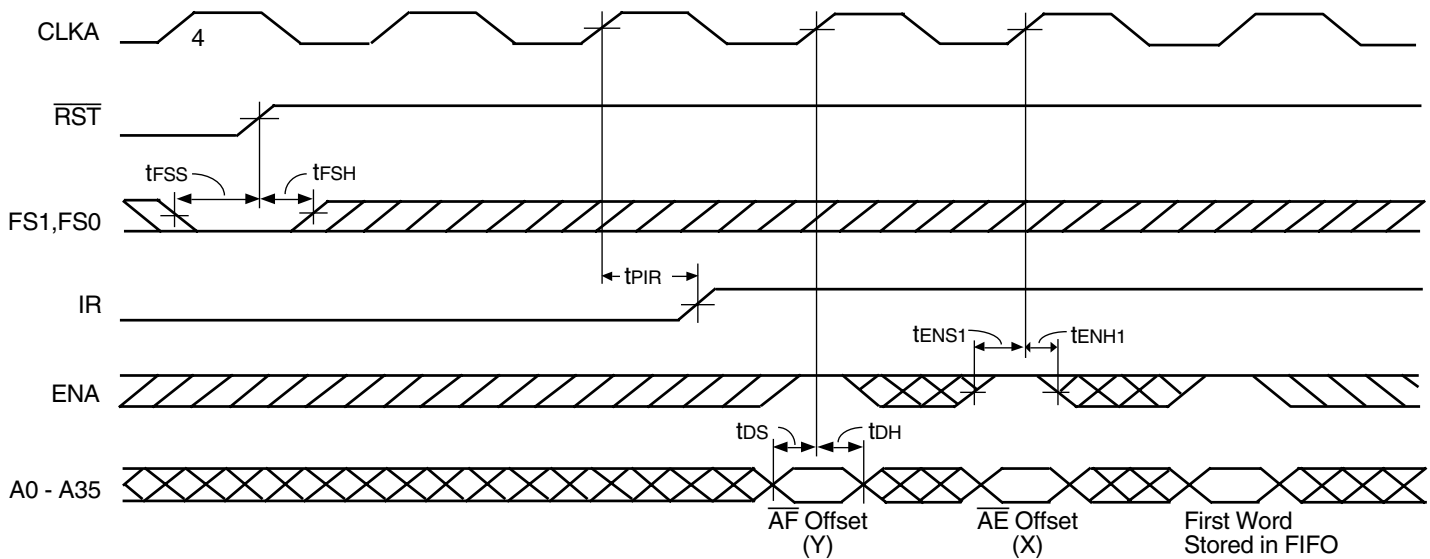 CLKA
4
RST
tFSS
tFSH
FS1,FS0
tPIR
IR
tENS1
tENH1
ENA
tDS
tDH
A0 - A35
AF Offset
(Y)
AE Offset
(X)
First Word
Stored in FIFO